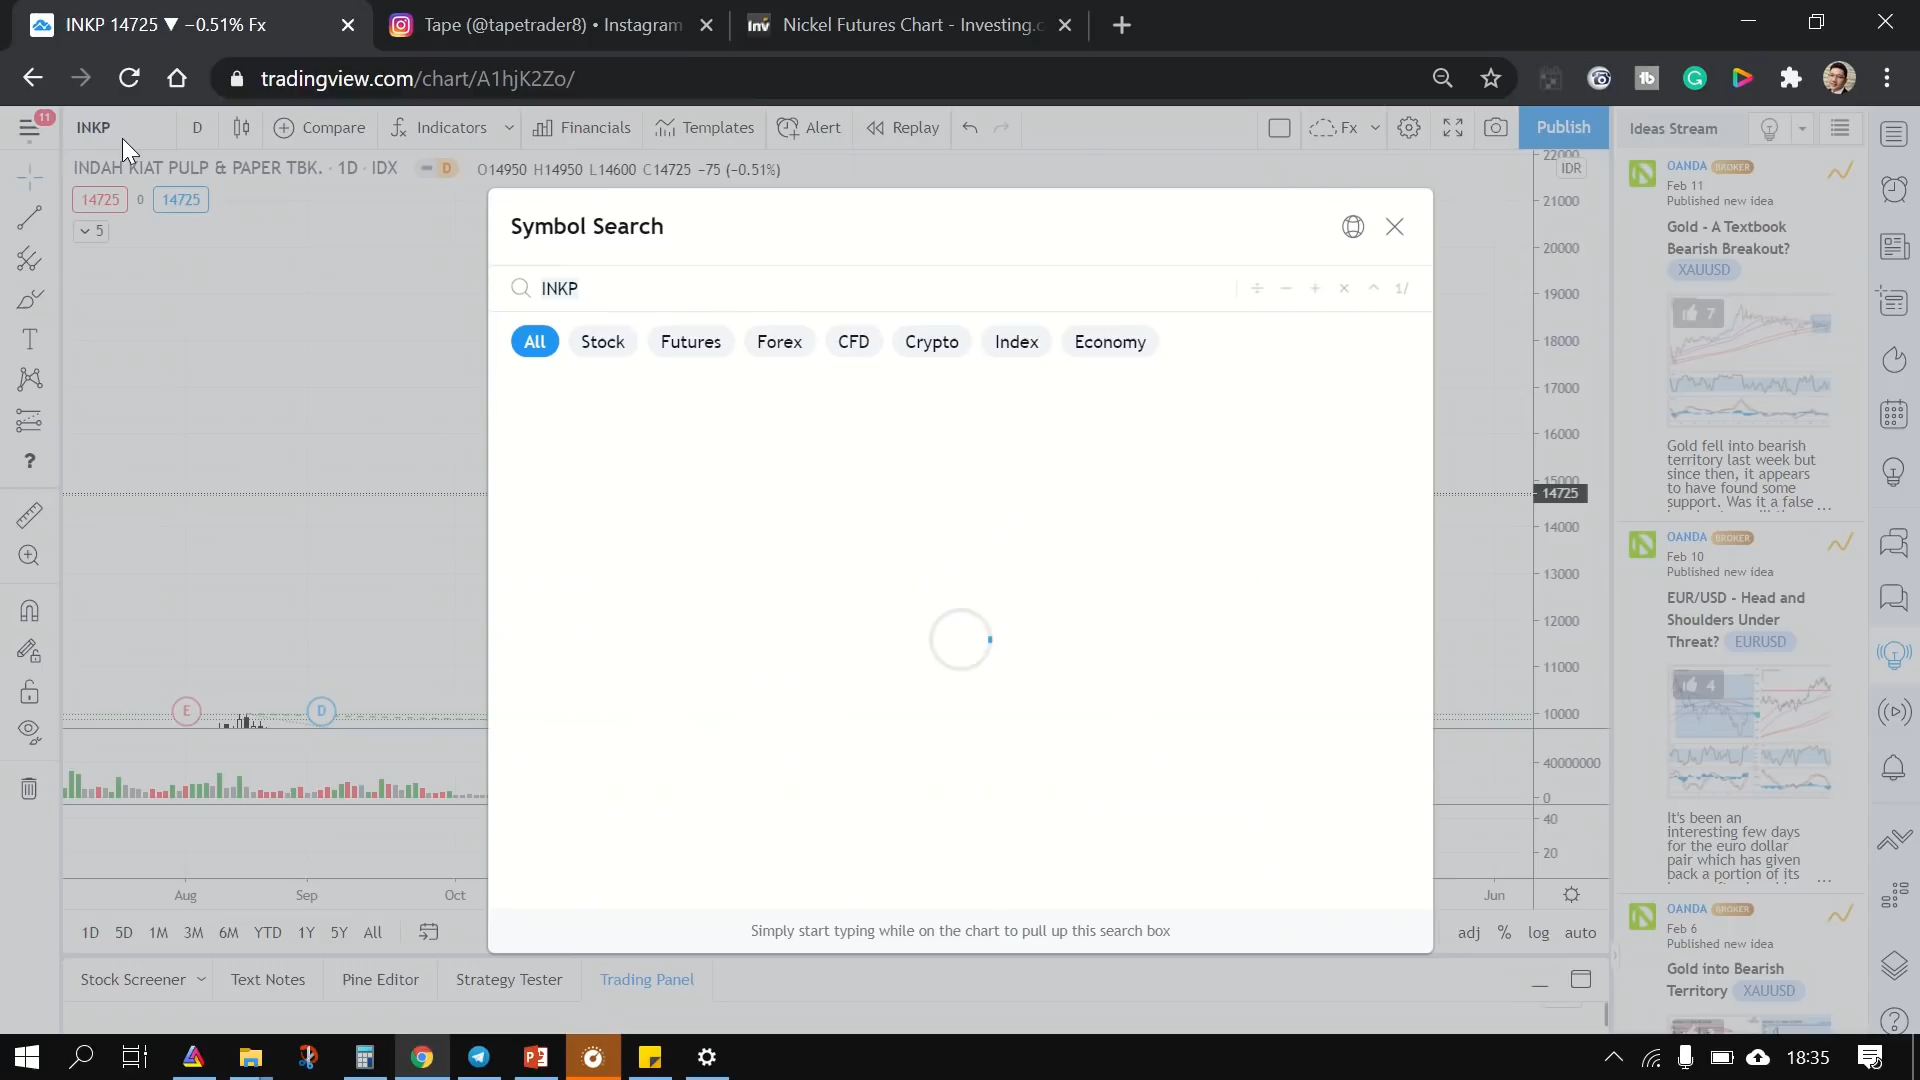 INKP 14725 ▼ −0.51% Fx
Tape (@tapetrader8) • Instagram
Nickel Futures Chart - Investing.c
tradingview.com/chart/A1hjK2Zo/
11
INKP
D
Compare
Indicators
Financials
Templates
Alert
Replay
Fx
Publish
Ideas Stream
INDAH KIAT PULP & PAPER TBK. · 1D · IDX
D
O14950 H14950 L14600 C14725 −75 (−0.51%)
14725 0 14725
5
Symbol Search
INKP
÷ − + × ^ 1/
All
Stock
Futures
Forex
CFD
Crypto
Index
Economy
Simply start typing while on the chart to pull up this search box
22000
IDR
21000
20000
19000
18000
17000
16000
15000
14725
14000
13000
12000
11000
10000
40000000
0
40
20
E
D
Aug
Sep
Oct
Jun
1D 5D 1M 3M 6M YTD 1Y 5Y All
adj % log auto
Stock Screener
Text Notes
Pine Editor
Strategy Tester
Trading Panel
OANDA BROKER
Feb 11
Published new idea
Gold - A Textbook
Bearish Breakout?
XAUUSD
7
Gold fell into bearish
territory last week but
since then, it appears
to have found some
support. Was it a false ...
OANDA BROKER
Feb 10
Published new idea
EUR/USD - Head and
Shoulders Under
Threat? EURUSD
4
It's been an
interesting few days
for the euro dollar
pair which has given
back a portion of its ...
OANDA BROKER
Feb 6
Published new idea
Gold into Bearish
Territory XAUUSD
18:35